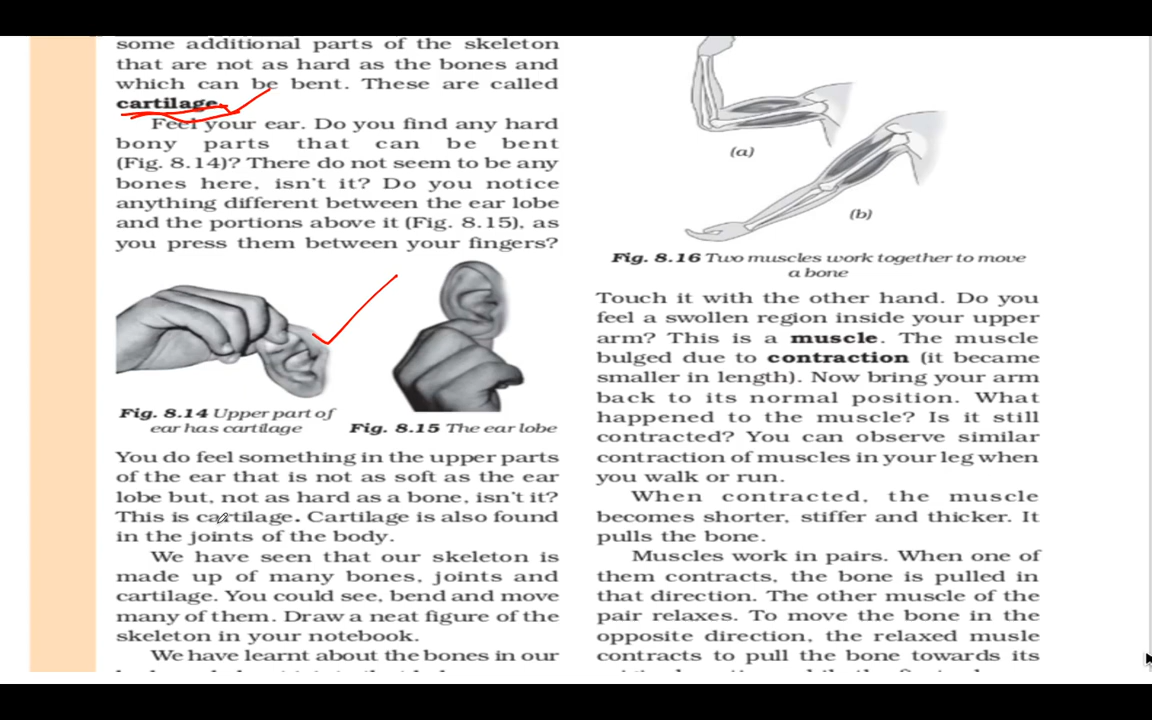 some additional parts of the skeleton
that are not as hard as the bones and
which can be bent. These are called
cartilage.
Feel your ear. Do you find any hard
bony parts that can be bent
(Fig. 8.14)? There do not seem to be any
bones here, isn't it? Do you notice
anything different between the ear lobe
and the portions above it (Fig. 8.15), as
you press them between your fingers?
Fig. 8.14 Upper part of
ear has cartilage
Fig. 8.15 The ear lobe
You do feel something in the upper parts
of the ear that is not as soft as the ear
lobe but, not as hard as a bone, isn't it?
This is cartilage. Cartilage is also found
in the joints of the body.
We have seen that our skeleton is
made up of many bones, joints and
cartilage. You could see, bend and move
many of them. Draw a neat figure of the
skeleton in your notebook.
We have learnt about the bones in our
(a)
(b)
Fig. 8.16 Two muscles work together to move
a bone
Touch it with the other hand. Do you
feel a swollen region inside your upper
arm? This is a muscle. The muscle
bulged due to contraction (it became
smaller in length). Now bring your arm
back to its normal position. What
happened to the muscle? Is it still
contracted? You can observe similar
contraction of muscles in your leg when
you walk or run.
When contracted, the muscle
becomes shorter, stiffer and thicker. It
pulls the bone.
Muscles work in pairs. When one of
them contracts, the bone is pulled in
that direction. The other muscle of the
pair relaxes. To move the bone in the
opposite direction, the relaxed musle
contracts to pull the bone towards its